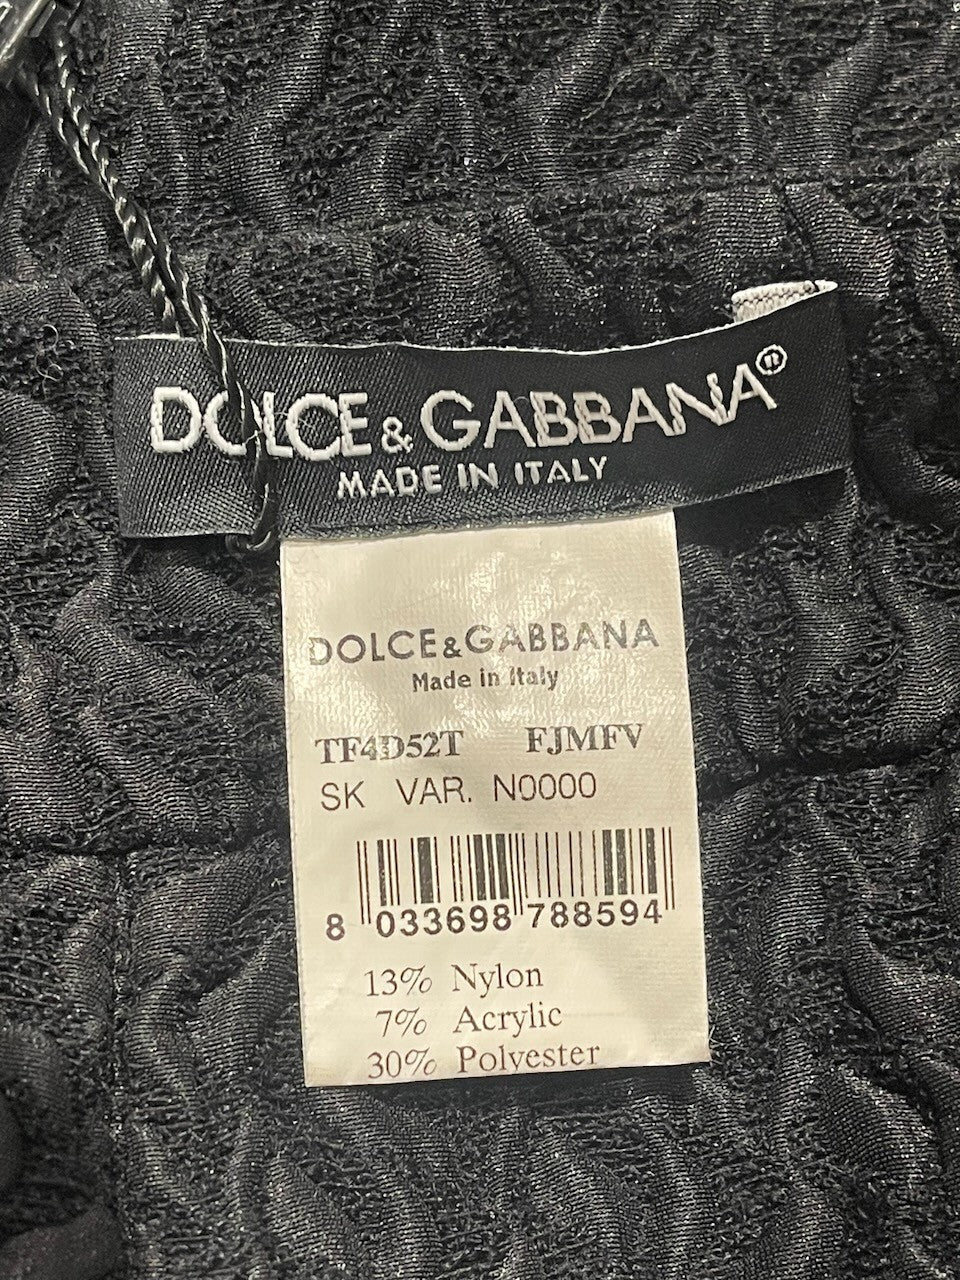 DOLCE & GABBANA®
MADE IN ITALY
DOLCE&GABBANA
Made in Italy
TF4D52T FJMFV
SK VAR. N0000
8 033698 788594
13% Nylon
7% Acrylic
30% Polyester